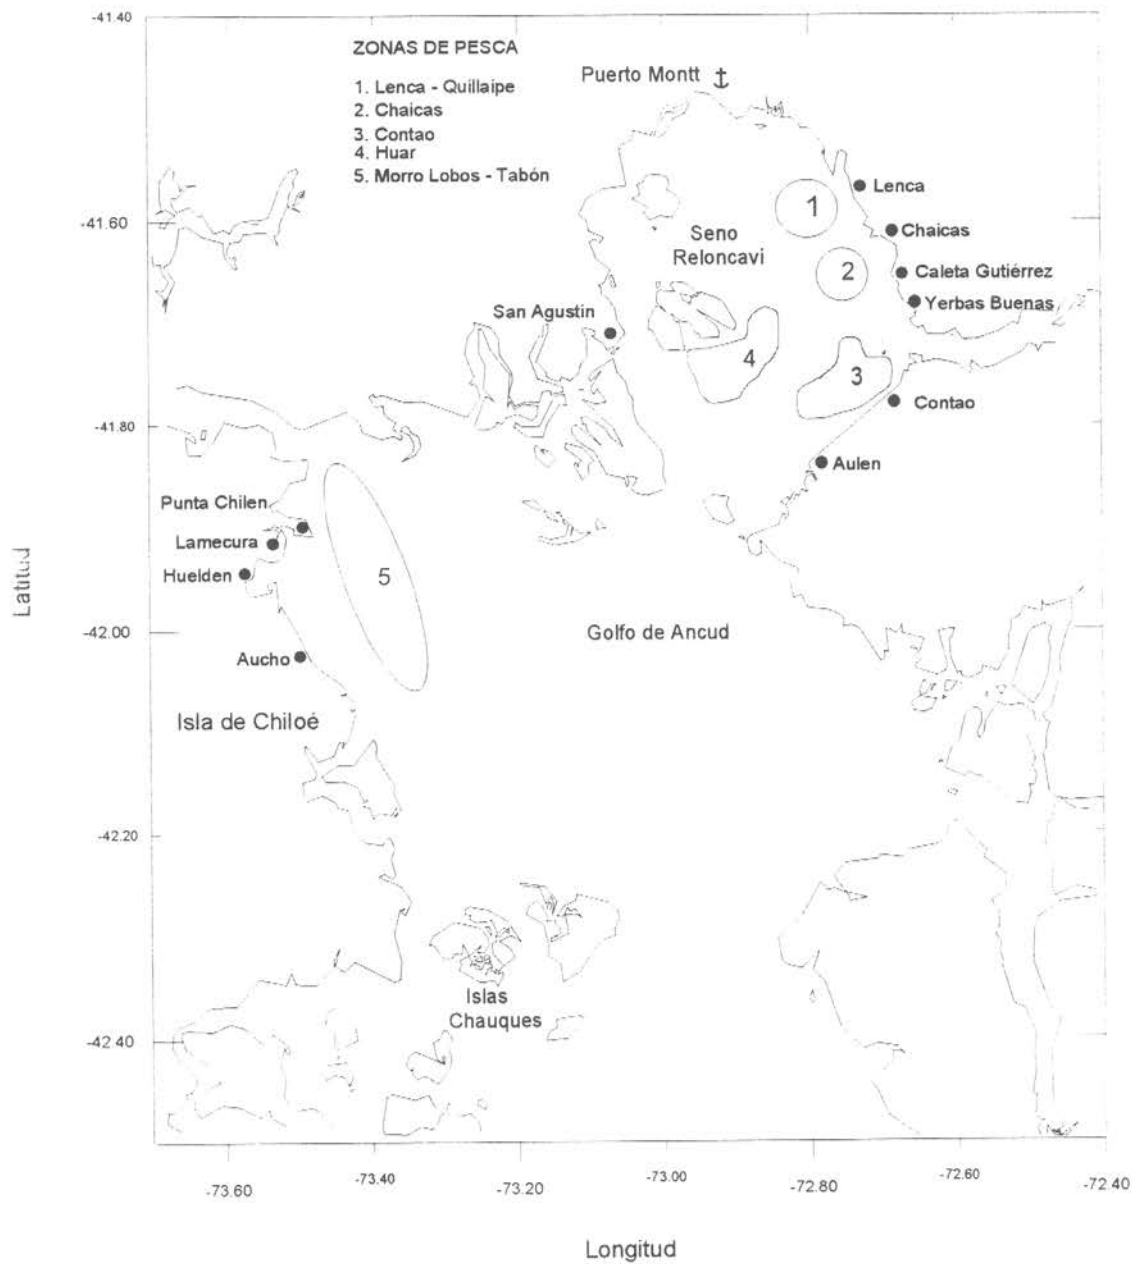 -41.40
ZONAS DE PESCA
1. Lenca - Quillaipe
2. Chaicas
3. Contao
4. Huar
5. Morro Lobos - Tabón
Puerto Montt
Lenca
1
-41.60
Chaicas
Seno
Reloncavi
2
Caleta Gutiérrez
Yerbas Buenas
San Agustin
4
3
Contao
-41.80
Aulen
Punta Chilen
Lamecura
Huelden
5
Latitud
-42.00
Golfo de Ancud
Aucho
Isla de Chiloé
-42.20
Islas
Chauques
-42.40
-73.60
-73.40
-73.20
-73.00
-72.80
-72.60
-72.40
Longitud